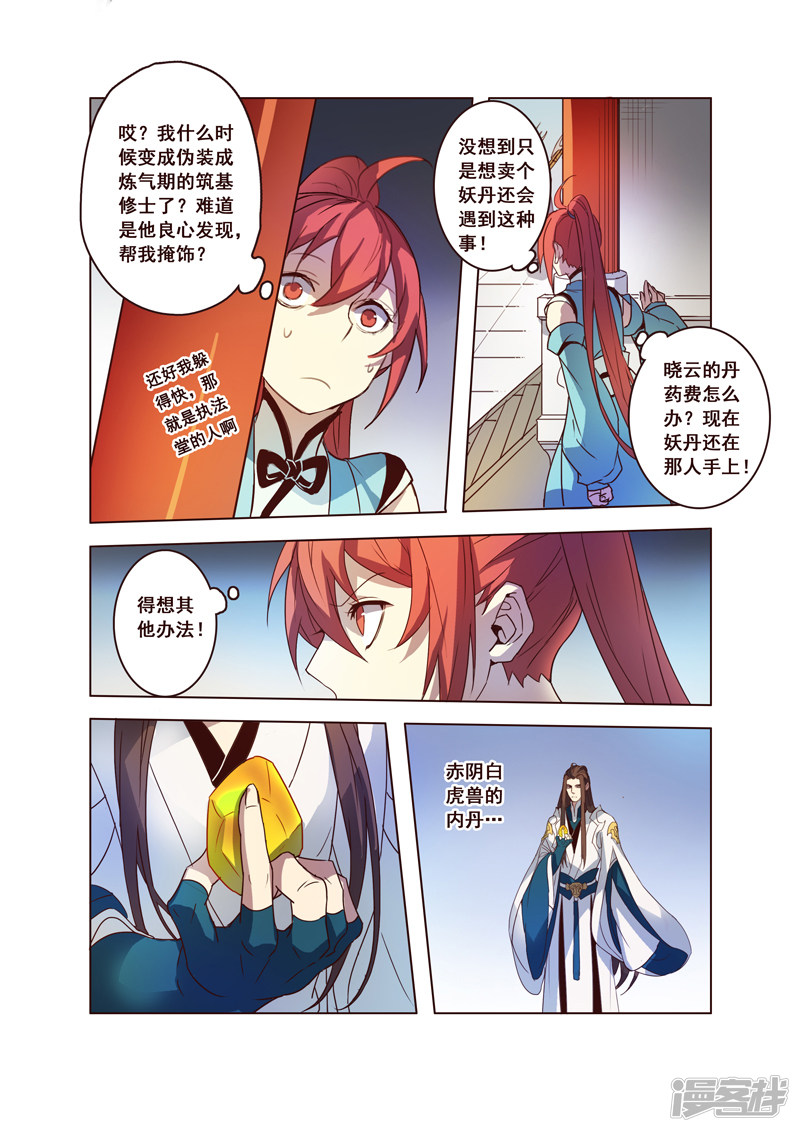 哎？我什么时
候变成伪装成
炼气期的筑基
修士了？难道
是他良心发现，
帮我掩饰？
还好我躲
得快，那
就是执法
堂的人啊
没想到只
是想卖个
妖丹还会
遇到这种
事！
晓云的丹
药费怎么
办？现在
妖丹还在
那人手上！
得想其
他办法！
赤阴白
虎兽的
内丹…
漫客栈